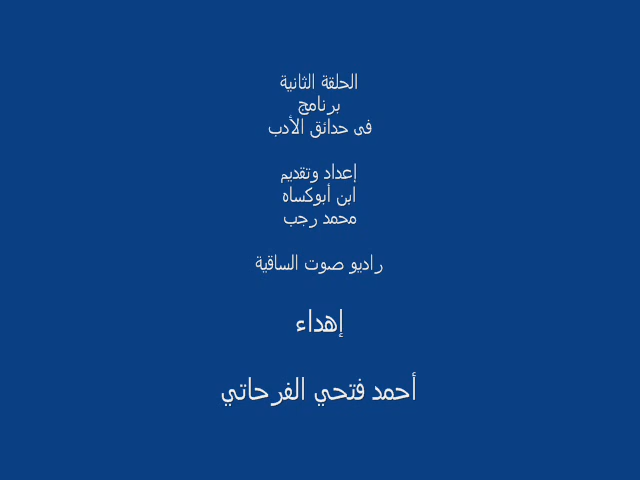 الحلقة الثانية
برنامج
فى حدائق الأدب
إعداد وتقديم
ابن أبوكساه
محمد رجب
راديو صوت الساقية
إهداء
أحمد فتحي الفرحاتي